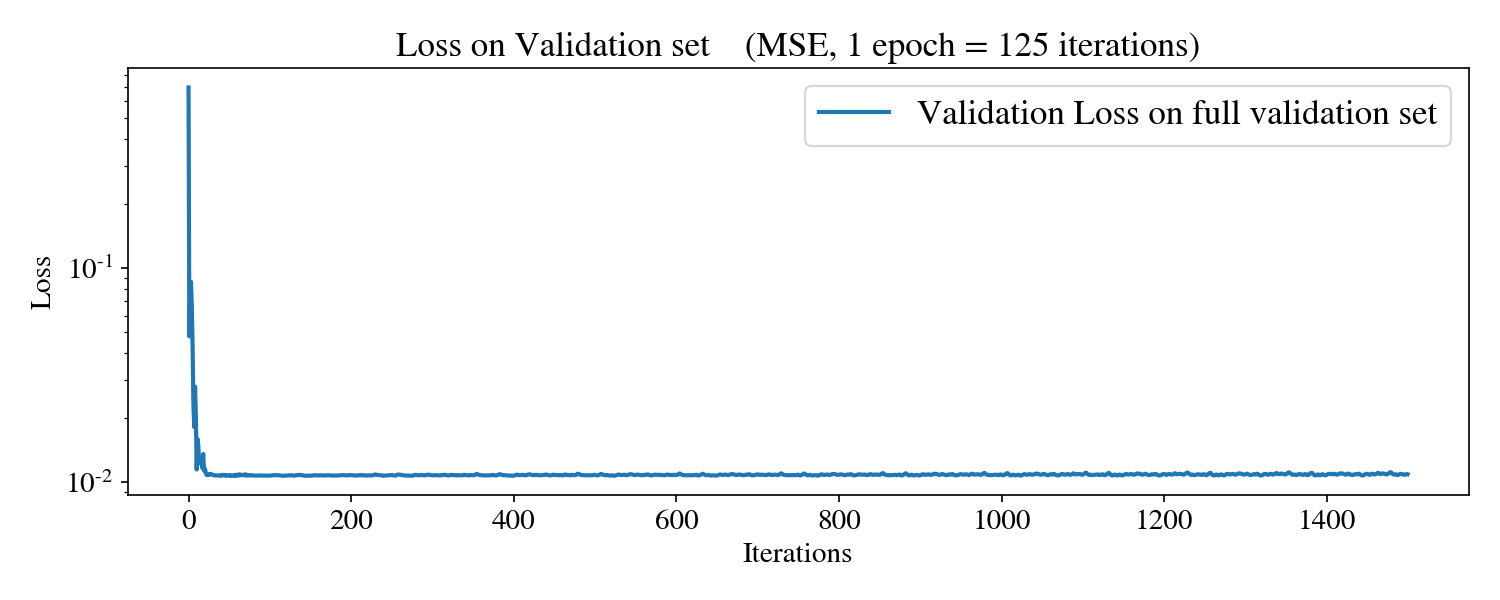 Loss on Validation set (MSE, 1 epoch = 125 iterations)
Validation Loss on full validation set
Loss
10⁻¹
10⁻²
0 200 400 600 800 1000 1200 1400
Iterations